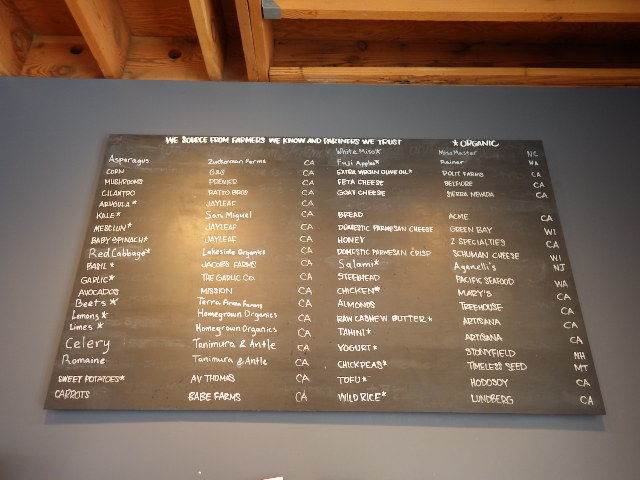 WE SOURCE FROM FARMERS WE KNOW AND PARTNERS WE TRUST *ORGANIC
Asparagus Zuckerman Farms CA White Miso* Miso Master NC
CORN G&S CA Fuji Apples* Rainer WA
MUSHROOMS PREMIER CA EXTRA VIRGIN OLIVE OIL* POLIT FARMS CA
CILANTRO RATTO BROS CA FETA CHEESE BELFIORE CA
ARUGULA* JAYLEAF CA GOAT CHEESE SIERRA NEVADA CA
KALE* San Miguel CA BREAD ACME CA
MESCLUN* JAYLEAF CA DOMESTIC PARMESAN CHEESE GREEN BAY WI
BABY SPINACH* JAYLEAF CA HONEY Z SPECIALTIES CA
Red Cabbage* Lakeside Organics CA DOMESTIC PARMESAN CRISP SCHUMAN CHEESE WI
BASIL* JACOBS FARMS CA Salami* NJ
GARLIC* THE GARLIC CO. CA STEELHEAD PACIFIC SEAFOOD WA
AVOCADOS MISSION CA CHICKEN* MARY'S CA
Beets* Terra Firma Farms CA ALMONDS TREEHOUSE CA
Lemons* Homegrown Organics CA RAW CASHEW BUTTER* ARTISANA CA
Limes* Homegrown Organics CA TAHINI* ARTISANA CA
Celery Tanimura & Antle CA YOGURT* STONYFIELD NH
Romaine Tanimura & Antle CA CHICKPEAS* TIMELESS SEED MT
SWEET POTATOES* AV THOMAS CA TOFU* HODOSOY CA
CARROTS BABE FARMS CA WILD RICE* LUNDBERG CA